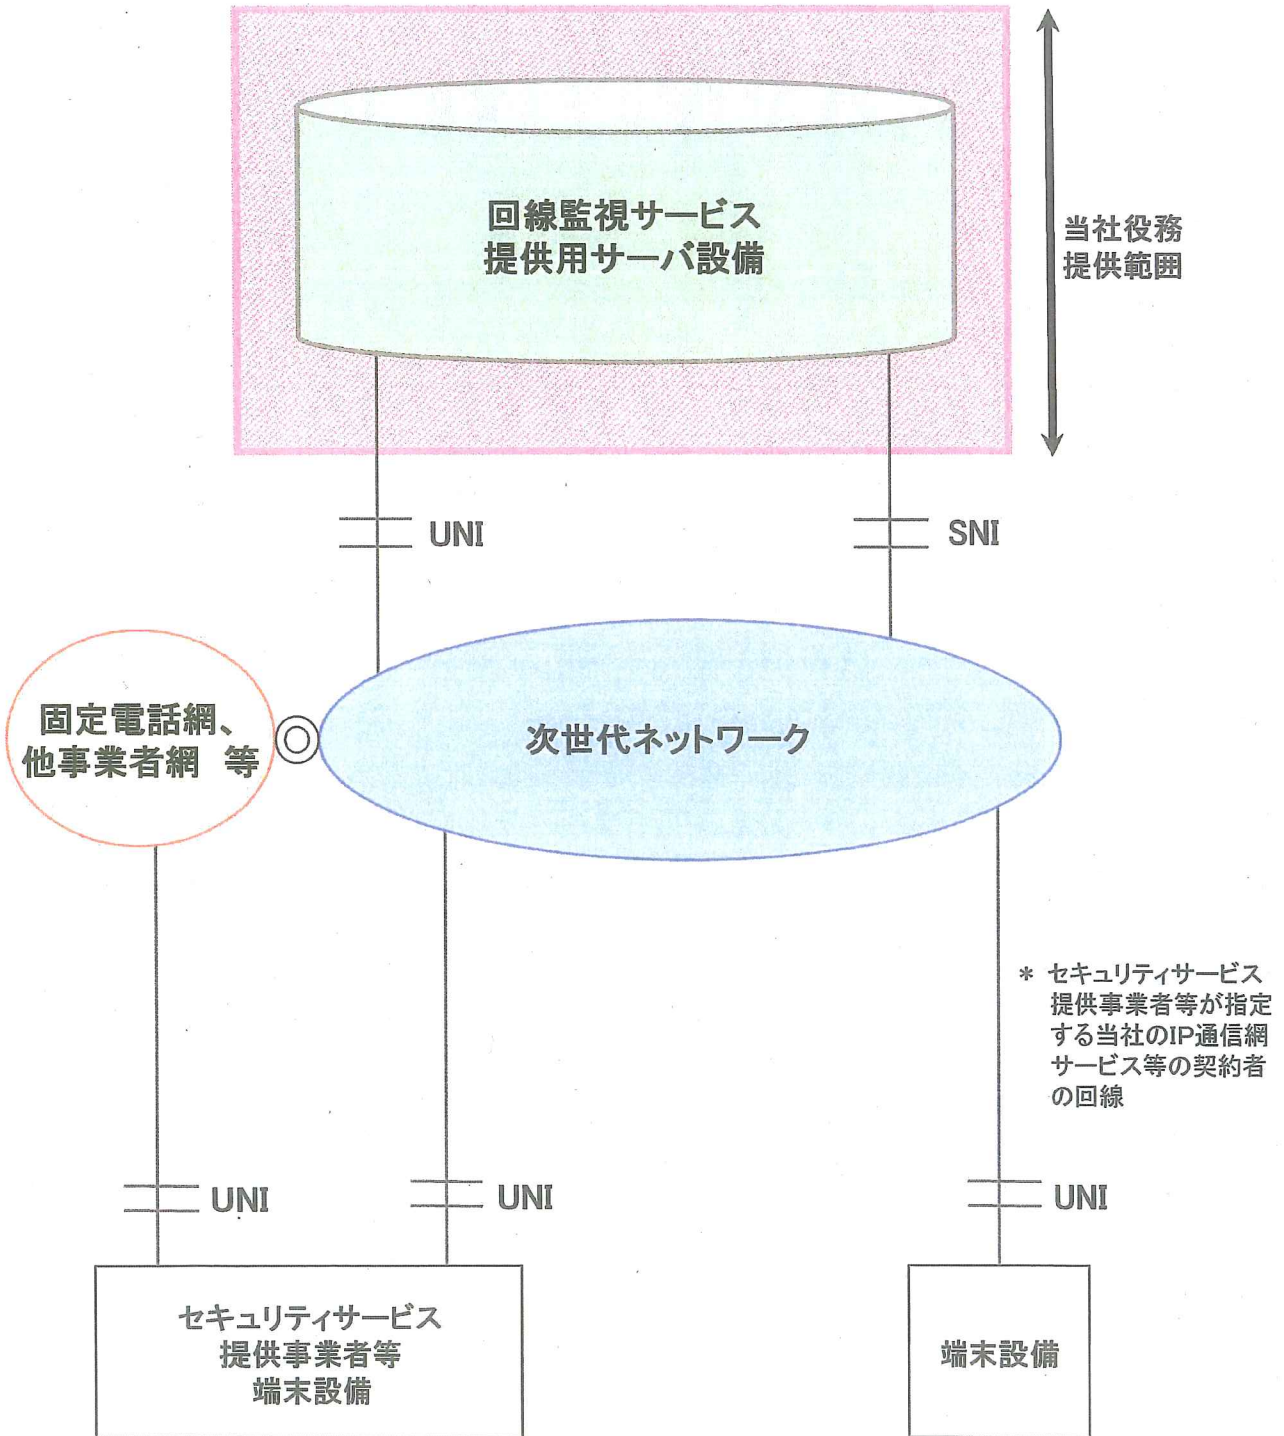 回線監視サービス
提供用サーバ設備
当社役務
提供範囲
UNI
SNI
固定電話網、
他事業者網 等
次世代ネットワーク
* セキュリティサービス
提供事業者等が指定
する当社のIP通信網
サービス等の契約者
の回線
UNI
UNI
UNI
セキュリティサービス
提供事業者等
端末設備
端末設備